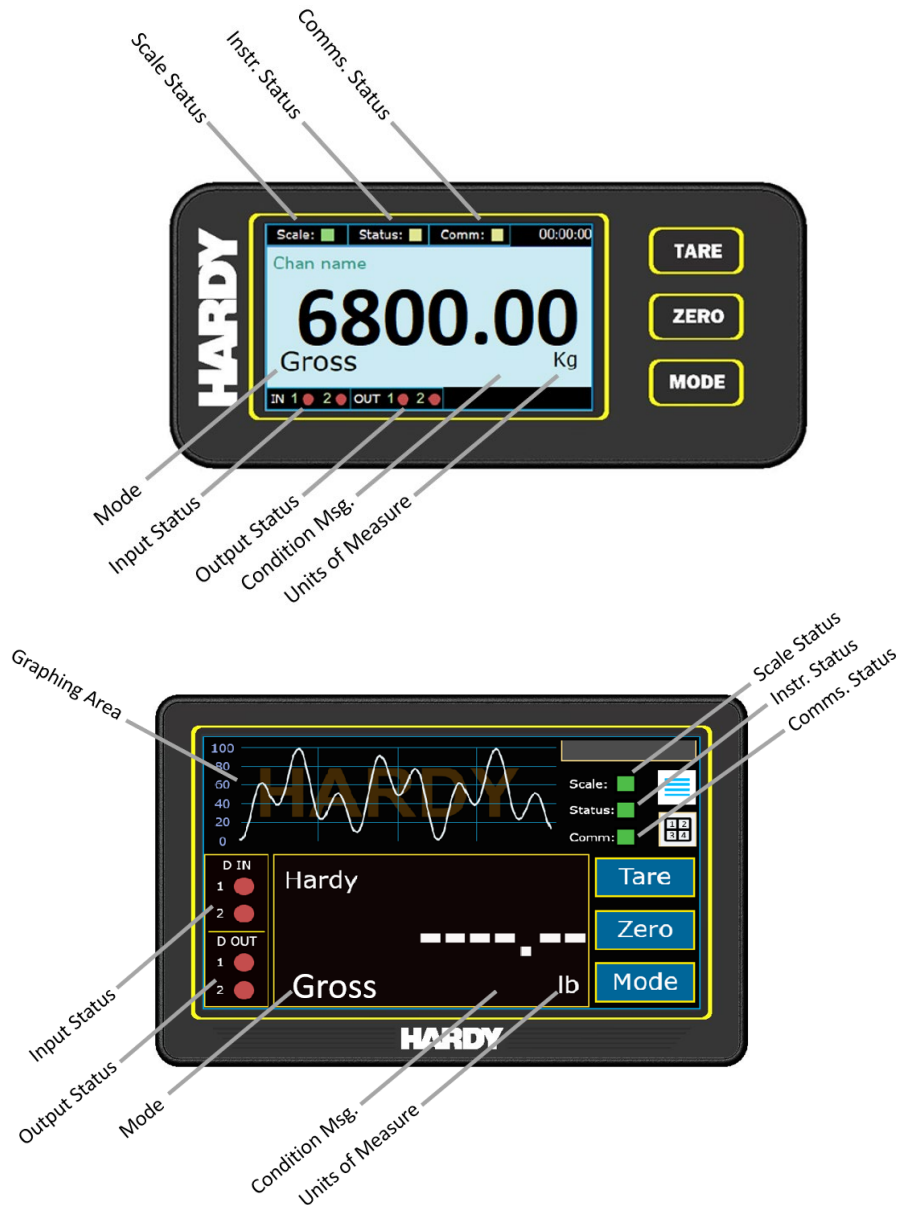 Comms. Status
Instr. Status
Scale Status
HARDY
Scale:
Status:
Comm:
00:00:00
Chan name
6800.00
Gross
Kg
IN 1 2 OUT 1 2
TARE
ZERO
MODE
Mode
Input Status
Output Status
Condition Msg.
Units of Measure
Scale Status
Instr. Status
Comms. Status
Graphing Area
100
80
60
40
20
0
HARDY
Scale:
Status:
Comm:
1 2
3 4
D IN
1
2
D OUT
1
2
Hardy
----.--
Gross
lb
Tare
Zero
Mode
HARDY
Input Status
Output Status
Mode
Condition Msg.
Units of Measure